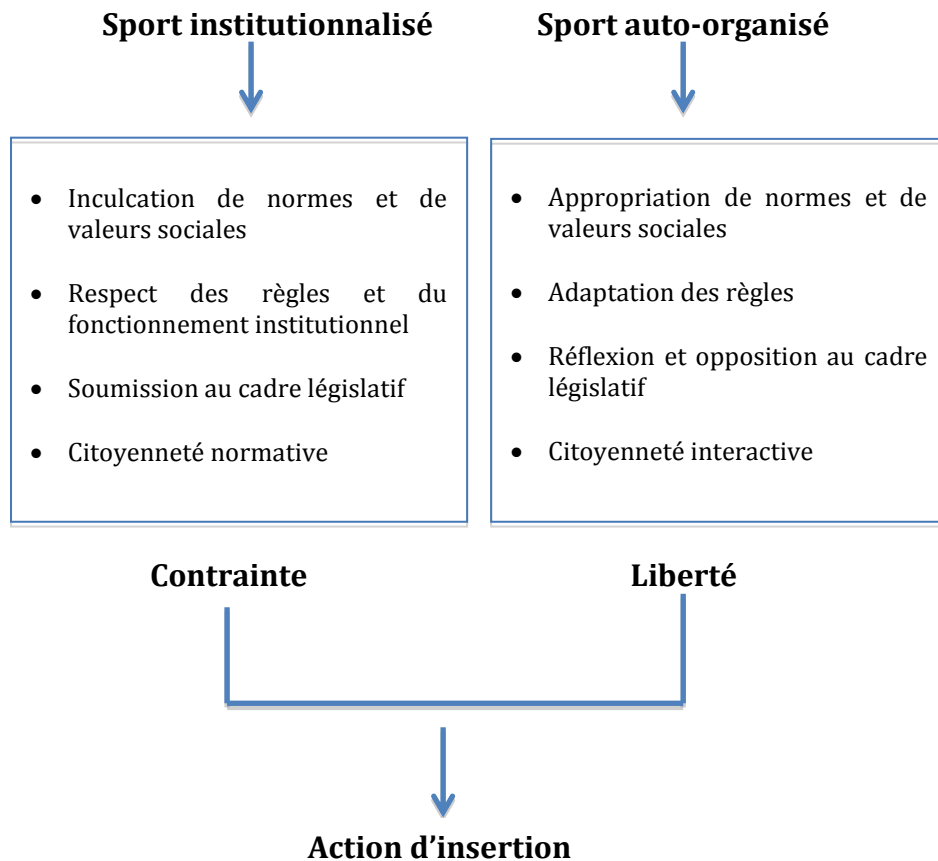 Sport institutionnalisé
Sport auto-organisé
• Inculcation de normes et de
valeurs sociales
• Respect des règles et du
fonctionnement institutionnel
• Soumission au cadre législatif
• Citoyenneté normative
• Appropriation de normes et de
valeurs sociales
• Adaptation des règles
• Réflexion et opposition au cadre
législatif
• Citoyenneté interactive
Contrainte
Liberté
Action d’insertion